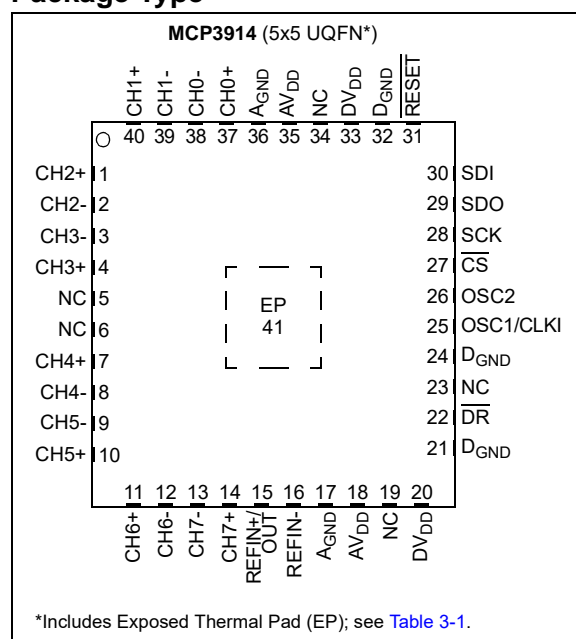 Package Type
MCP3914 (5x5 UQFN*)
CH1+
CH1-
CH0-
CH0+
AGND
AVDD
NC
DVDD
DGND
RESET
40 39 38 37 36 35 34 33 32 31
CH2+ 1
CH2- 2
CH3- 3
CH3+ 4
NC 5
NC 6
CH4+ 7
CH4- 8
CH5- 9
CH5+ 10
EP
41
30 SDI
29 SDO
28 SCK
27 CS
26 OSC2
25 OSC1/CLKI
24 DGND
23 NC
22 DR
21 DGND
11 12 13 14 15 16 17 18 19 20
CH6+
CH6-
CH7-
CH7+
REFIN+/
OUT
REFIN-
AGND
AVDD
NC
DVDD
*Includes Exposed Thermal Pad (EP); see Table 3-1.